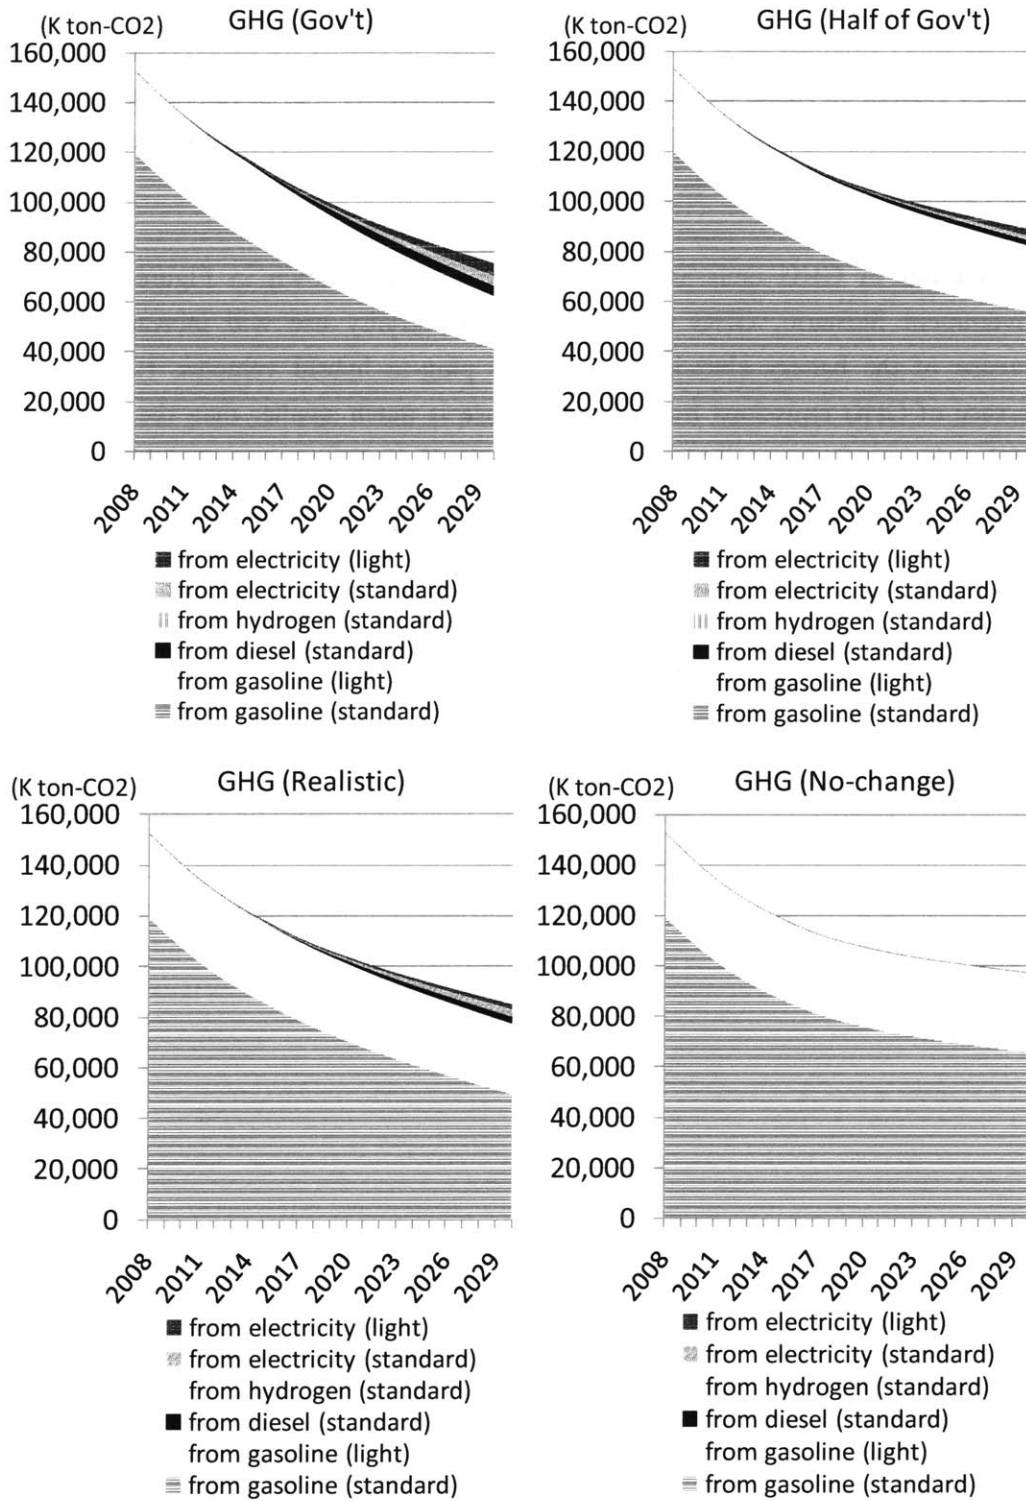 (K ton-CO2) GHG (Gov't)
160,000
140,000
120,000
100,000
80,000
60,000
40,000
20,000
0
2008 2011 2014 2017 2020 2023 2026 2029
from electricity (light)
from electricity (standard)
from hydrogen (standard)
from diesel (standard)
from gasoline (light)
from gasoline (standard)
(K ton-CO2) GHG (Half of Gov't)
160,000
140,000
120,000
100,000
80,000
60,000
40,000
20,000
0
2008 2011 2014 2017 2020 2023 2026 2029
from electricity (light)
from electricity (standard)
from hydrogen (standard)
from diesel (standard)
from gasoline (light)
from gasoline (standard)
(K ton-CO2) GHG (Realistic)
160,000
140,000
120,000
100,000
80,000
60,000
40,000
20,000
0
2008 2011 2014 2017 2020 2023 2026 2029
from electricity (light)
from electricity (standard)
from hydrogen (standard)
from diesel (standard)
from gasoline (light)
from gasoline (standard)
(K ton-CO2) GHG (No-change)
160,000
140,000
120,000
100,000
80,000
60,000
40,000
20,000
0
2008 2011 2014 2017 2020 2023 2026 2029
from electricity (light)
from electricity (standard)
from hydrogen (standard)
from diesel (standard)
from gasoline (light)
from gasoline (standard)